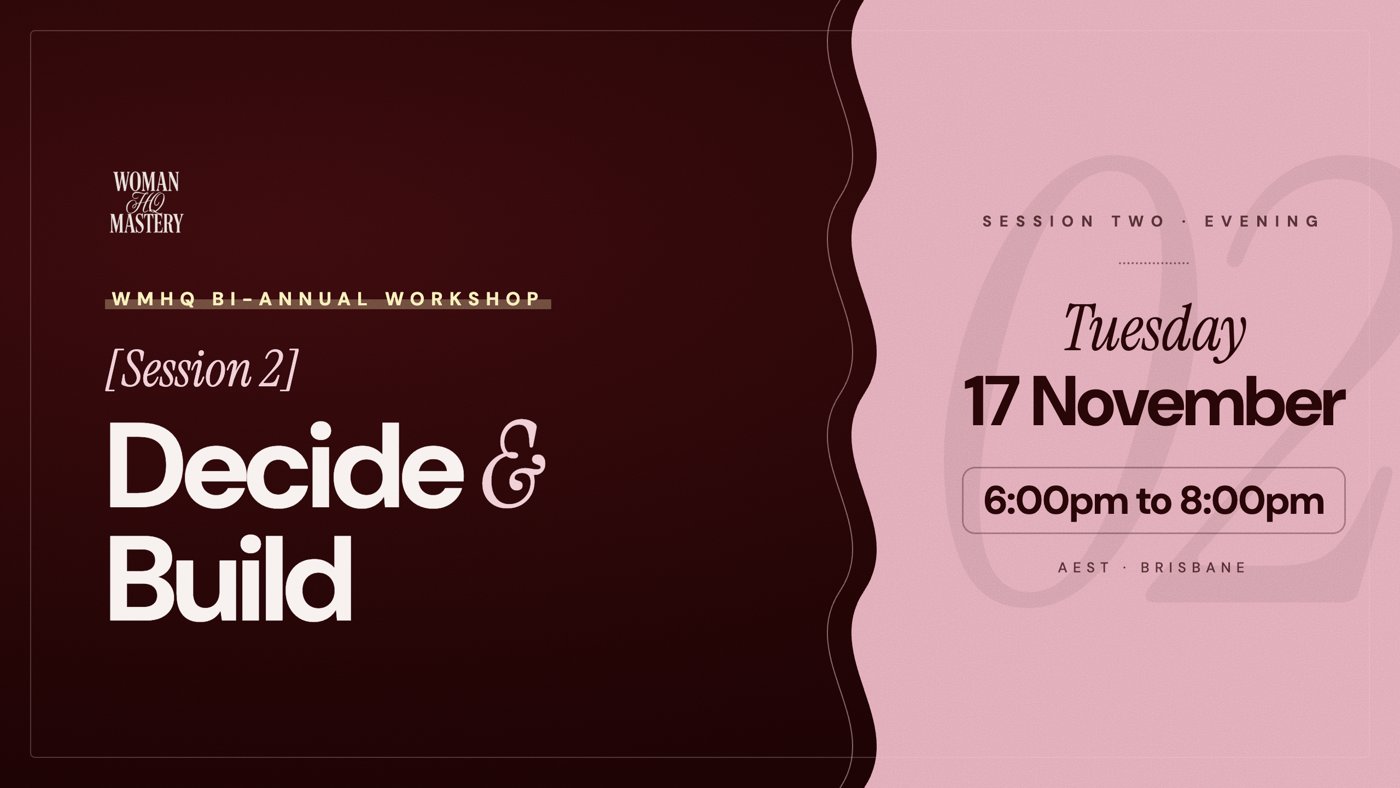 WOMAN
HQ
MASTERY
WMHQ BI-ANNUAL WORKSHOP
[Session 2]
Decide &
Build
02
SESSION TWO · EVENING
Tuesday
17 November
6:00pm to 8:00pm
AEST · BRISBANE